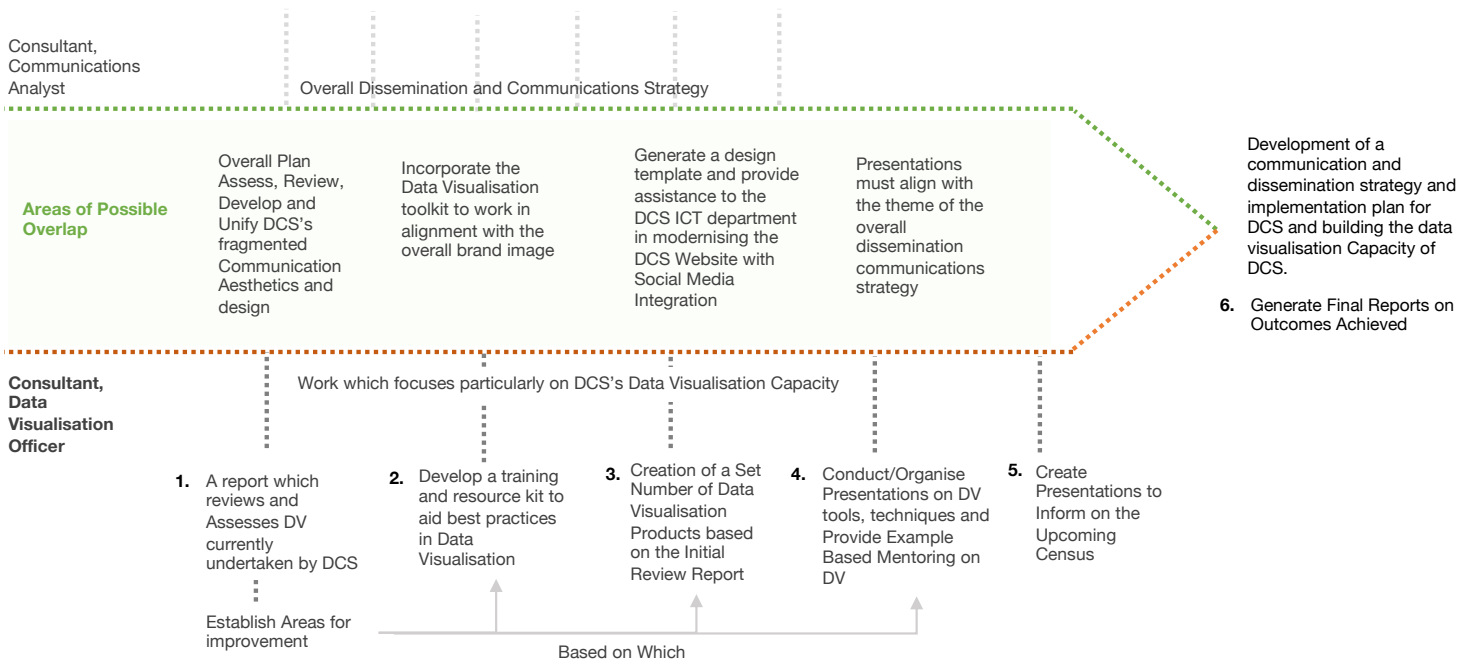 Consultant,
Communications
Analyst
Overall Dissemination and Communications Strategy
Areas of Possible
Overlap
Overall Plan
Assess, Review,
Develop and
Unify DCS's
fragmented
Communication
Aesthetics and
design
Incorporate the
Data Visualisation
toolkit to work in
alignment with the
overall brand image
Generate a design
template and provide
assistance to the
DCS ICT department
in modernising the
DCS Website with
Social Media
Integration
Presentations
must align with
the theme of the
overall
dissemination
communications
strategy
Development of a
communication and
dissemination strategy and
implementation plan for
DCS and building the data
visualisation Capacity of
DCS.
6. Generate Final Reports on
Outcomes Achieved
Consultant,
Data
Visualisation
Officer
Work which focuses particularly on DCS's Data Visualisation Capacity
1. A report which
reviews and
Assesses DV
currently
undertaken by DCS
Establish Areas for
improvement
2. Develop a training
and resource kit to
aid best practices
in Data
Visualisation
3. Creation of a Set
Number of Data
Visualisation
Products based
on the Initial
Review Report
4. Conduct/Organise
Presentations on DV
tools, techniques and
Provide Example
Based Mentoring on
DV
5. Create
Presentations to
Inform on the
Upcoming
Census
Based on Which